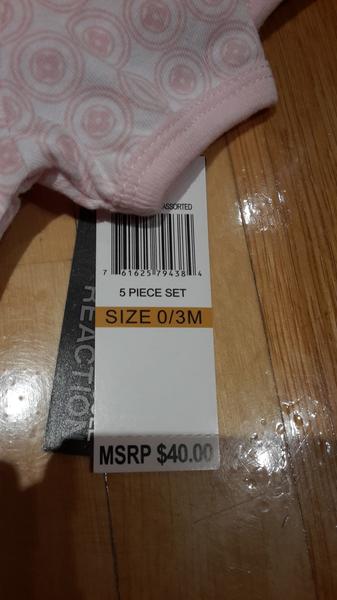 ASSORTED
7 61625 79438 4
5 PIECE SET
SIZE 0/3M
MSRP $40.00
REACTION